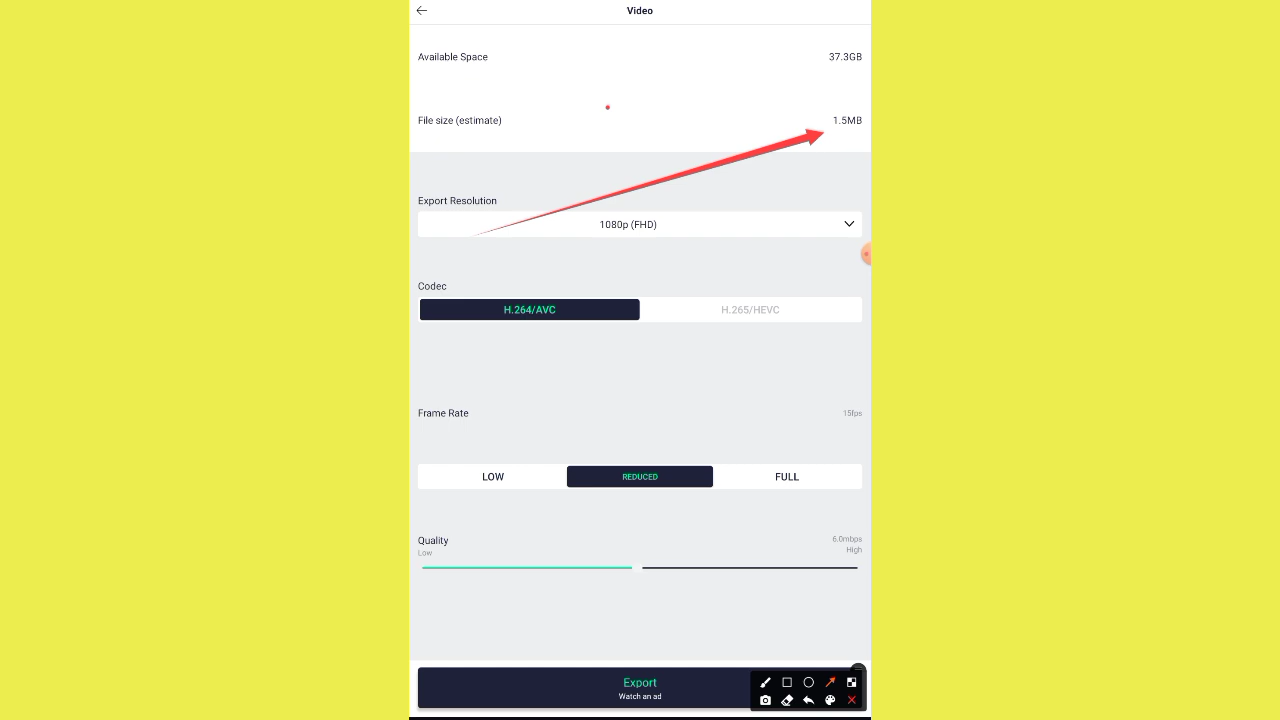 Video
Available Space 37.3GB
File size (estimate) 1.5MB
Export Resolution
1080p (FHD)
Codec
H.264/AVC H.265/HEVC
Frame Rate 15fps
LOW REDUCED FULL
Quality 6.0mbps
Low High
Export
Watch an ad